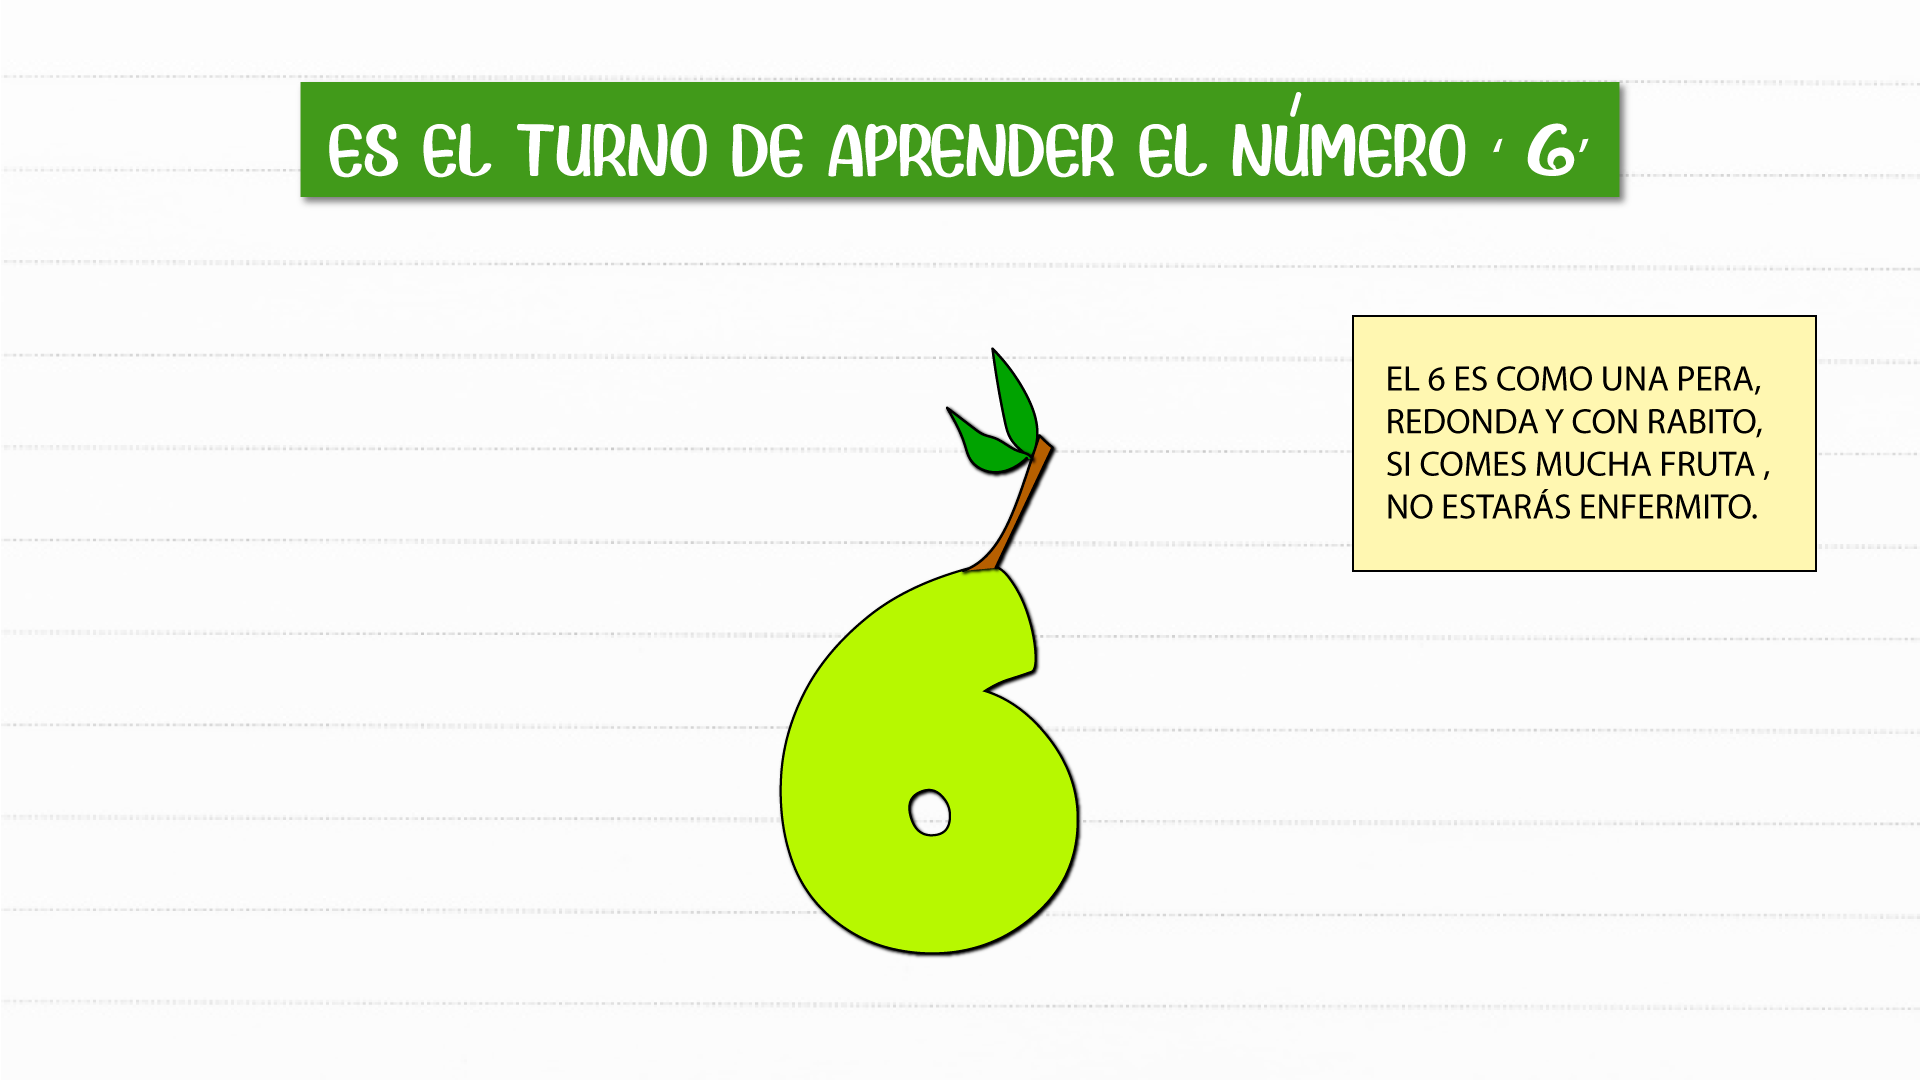 ES EL TURNO DE APRENDER EL NÚMERO ‘ 6’
EL 6 ES COMO UNA PERA,
REDONDA Y CON RABITO,
SI COMES MUCHA FRUTA ,
NO ESTARÁS ENFERMITO.
6